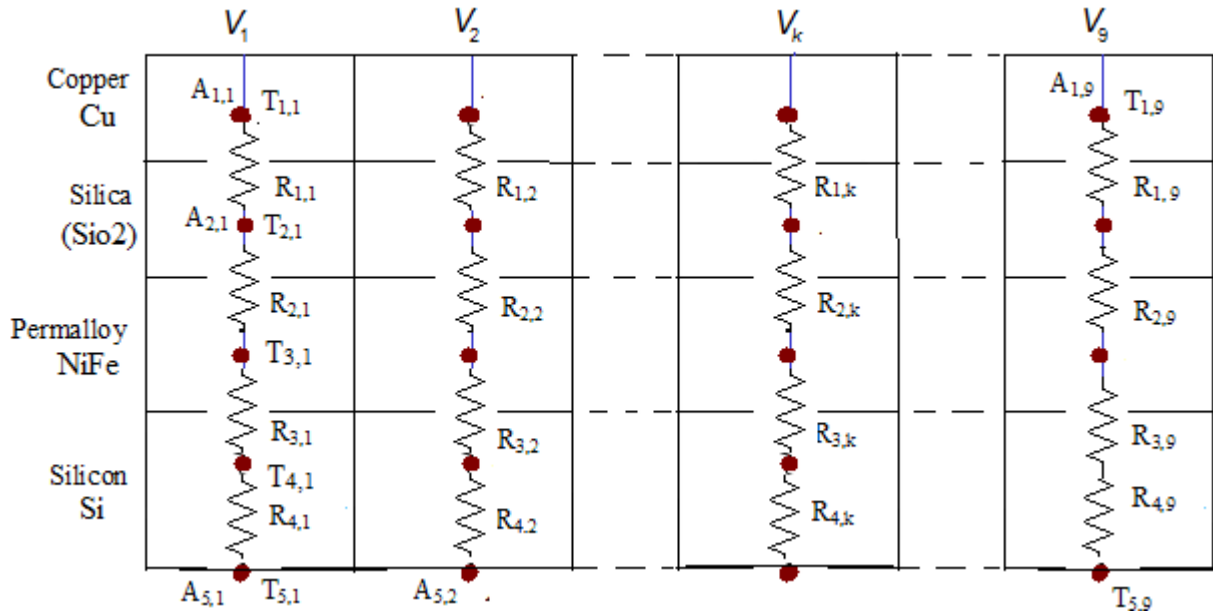 V1 V2 Vk V9
Copper
Cu
A1,1 T1,1 A1,9 T1,9
Silica
(Sio2)
R1,1 R1,2 R1,k R1,9
A2,1 T2,1
Permalloy
NiFe
R2,1 R2,2 R2,k R2,9
T3,1
Silicon
Si
R3,1 R3,2 R3,k R3,9
T4,1
R4,1 R4.2 R4,k R4,9
A5,1 T5,1 A5,2 T5,9